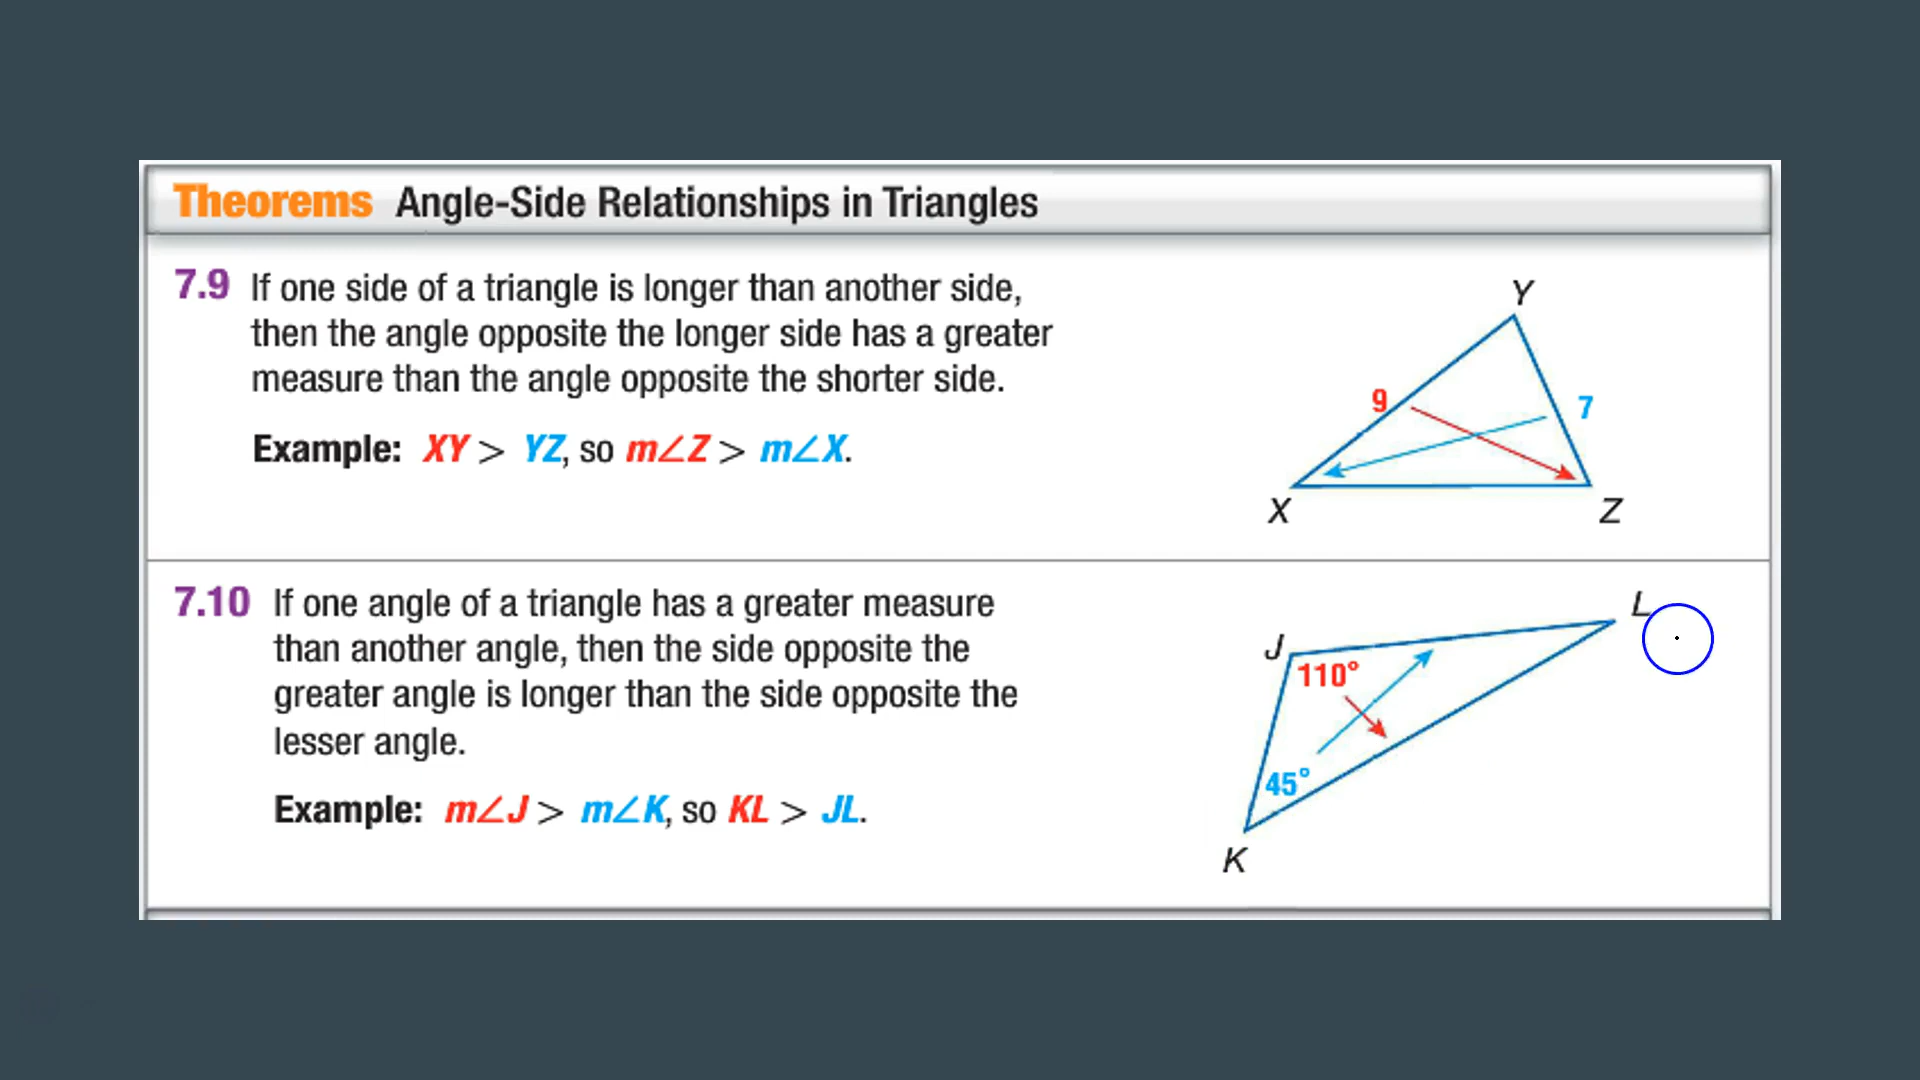 Theorems Angle-Side Relationships in Triangles
7.9 If one side of a triangle is longer than another side,
then the angle opposite the longer side has a greater
measure than the angle opposite the shorter side.
Example: XY > YZ, so m∠Z > m∠X.
Y
9
7
X
Z
7.10 If one angle of a triangle has a greater measure
than another angle, then the side opposite the
greater angle is longer than the side opposite the
lesser angle.
Example: m∠J > m∠K, so KL > JL.
L
J
110°
45°
K